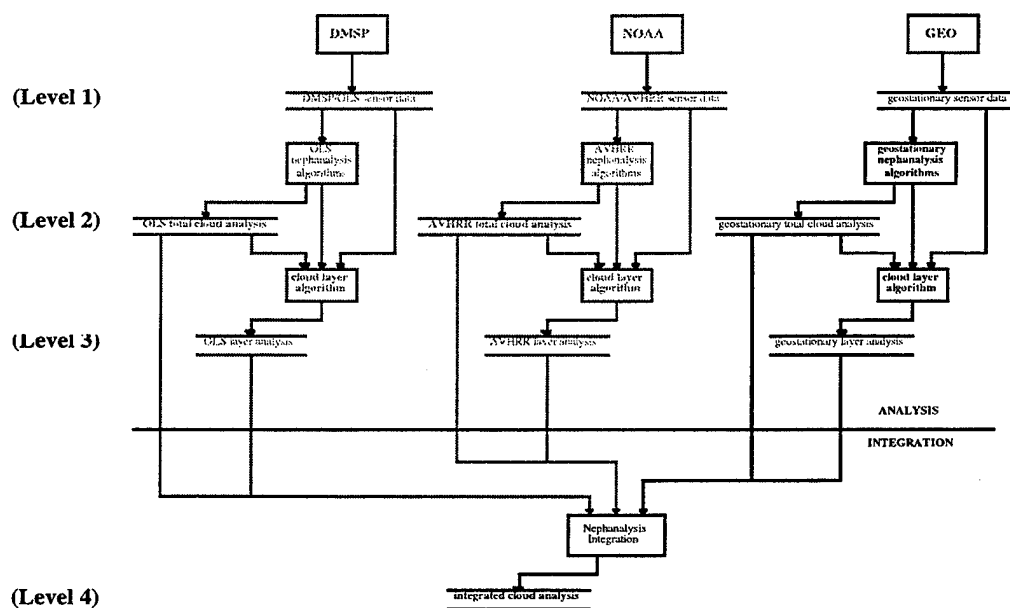 DMSP
NOAA
GEO
(Level 1)
DMSP-OLS sensor data
NOAA-AVHRR sensor data
geostationary sensor data
OLS
nephanalysis
algorithms
AVHRR
nephanalysis
algorithms
geostationary
nephanalysis
algorithms
(Level 2)
OLS total cloud analysis
AVHRR total cloud analysis
geostationary total cloud analysis
cloud layer
algorithm
cloud layer
algorithm
cloud layer
algorithm
(Level 3)
OLS layer analysis
AVHRR layer analysis
geostationary layer analysis
ANALYSIS
INTEGRATION
Nephanalysis
Integration
(Level 4)
integrated cloud analysis